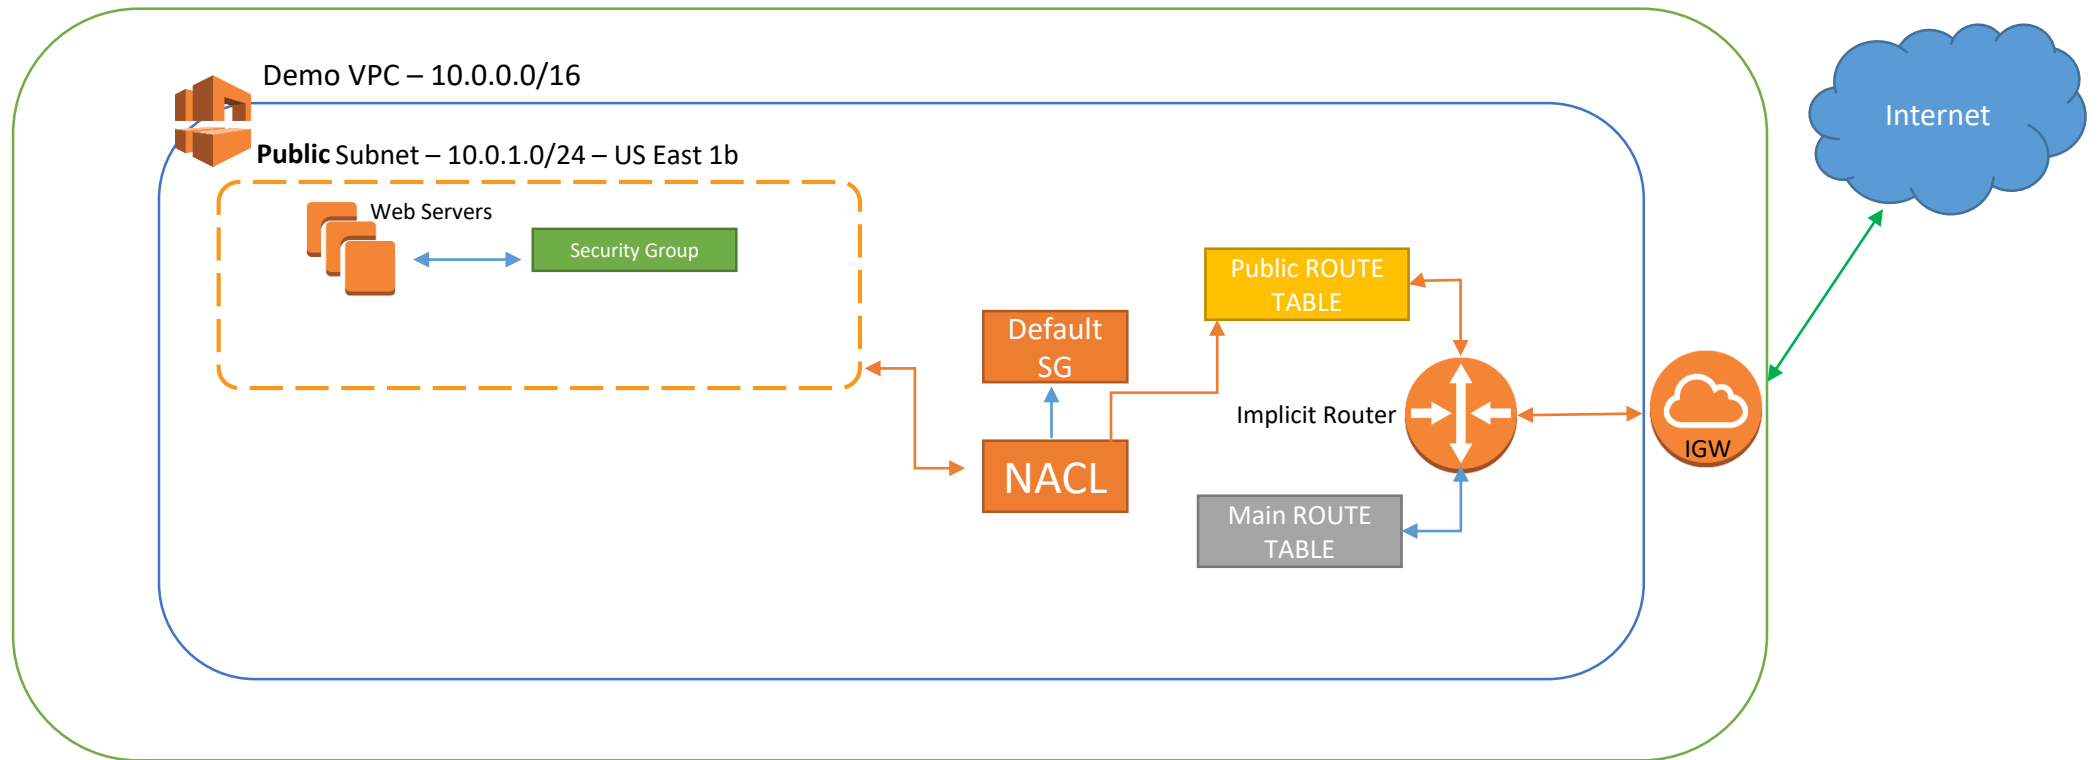 Demo VPC – 10.0.0.0/16
Public Subnet – 10.0.1.0/24 – US East 1b
Web Servers
Security Group
Default
SG
NACL
Public ROUTE
TABLE
Implicit Router
Main ROUTE
TABLE
IGW
Internet